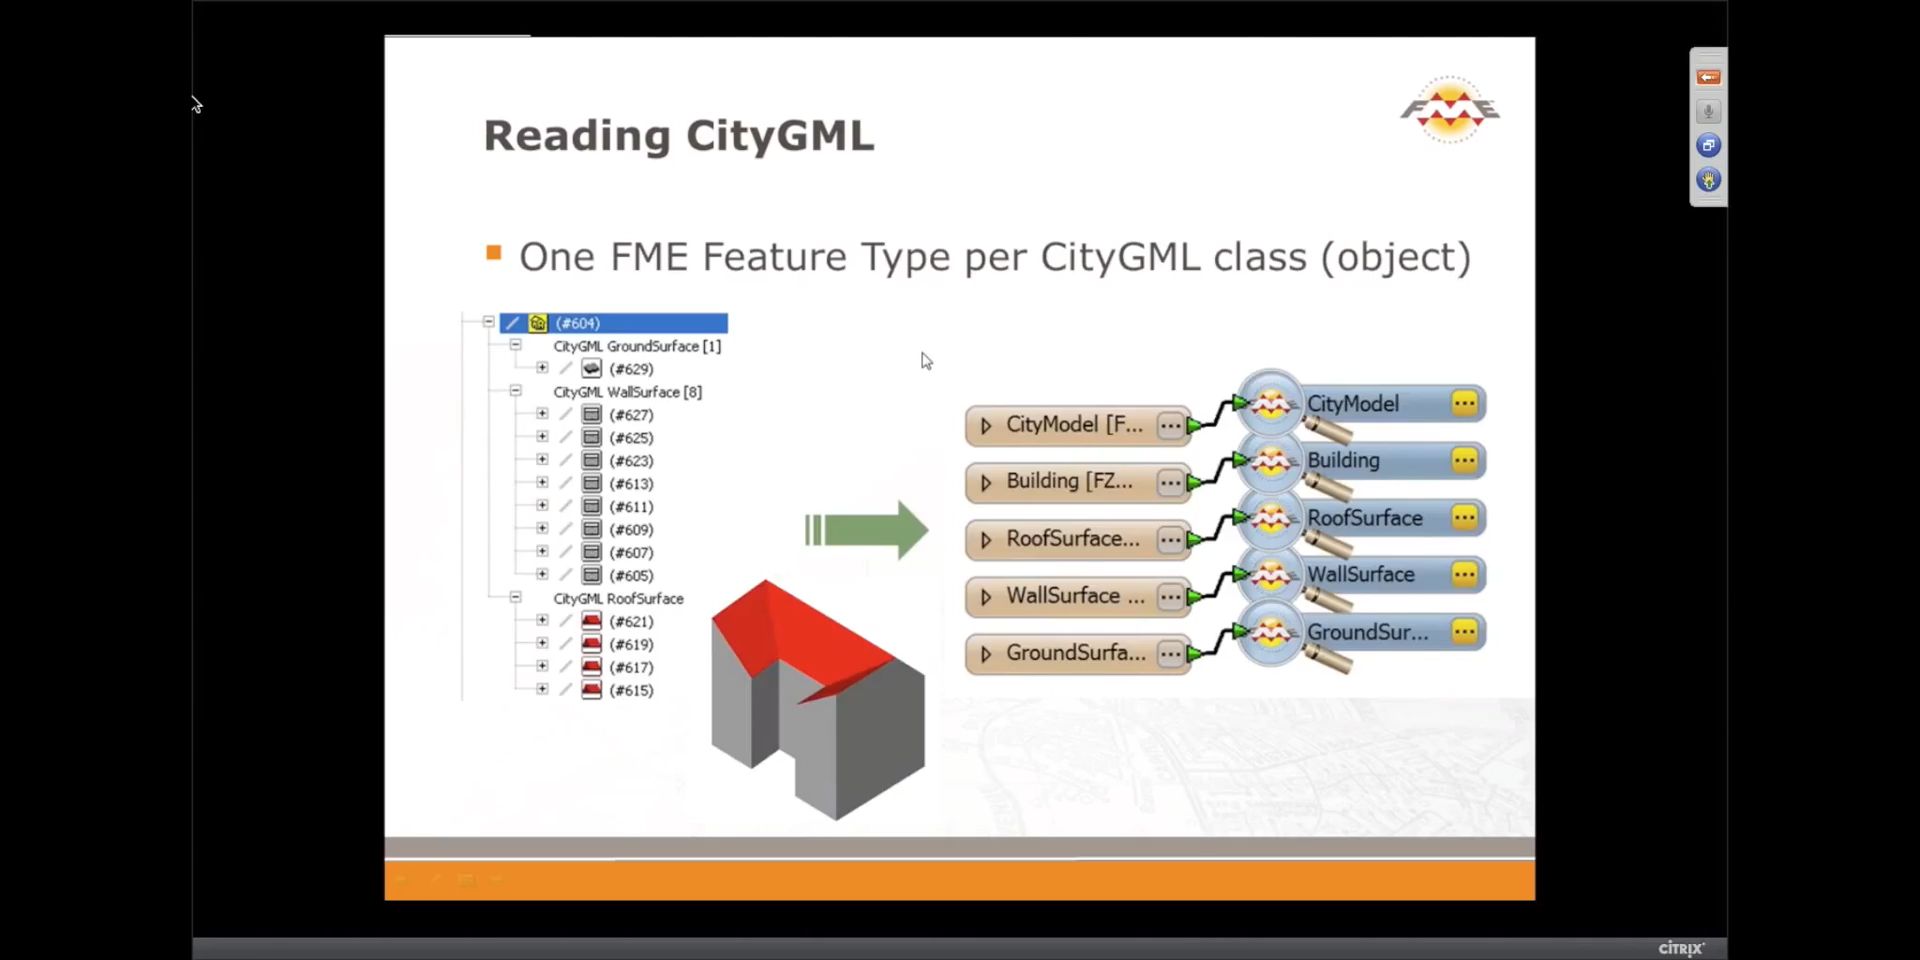 FME
Reading CityGML
One FME Feature Type per CityGML class (object)
(#604)
CityGML GroundSurface [1]
(#629)
CityGML WallSurface [8]
(#627)
(#625)
(#623)
(#613)
(#611)
(#609)
(#607)
(#605)
CityGML RoofSurface
(#621)
(#619)
(#617)
(#615)
CityModel [F...
Building [FZ...
RoofSurface...
WallSurface ...
GroundSurfa...
CityModel
Building
RoofSurface
WallSurface
GroundSur...
CITRIX